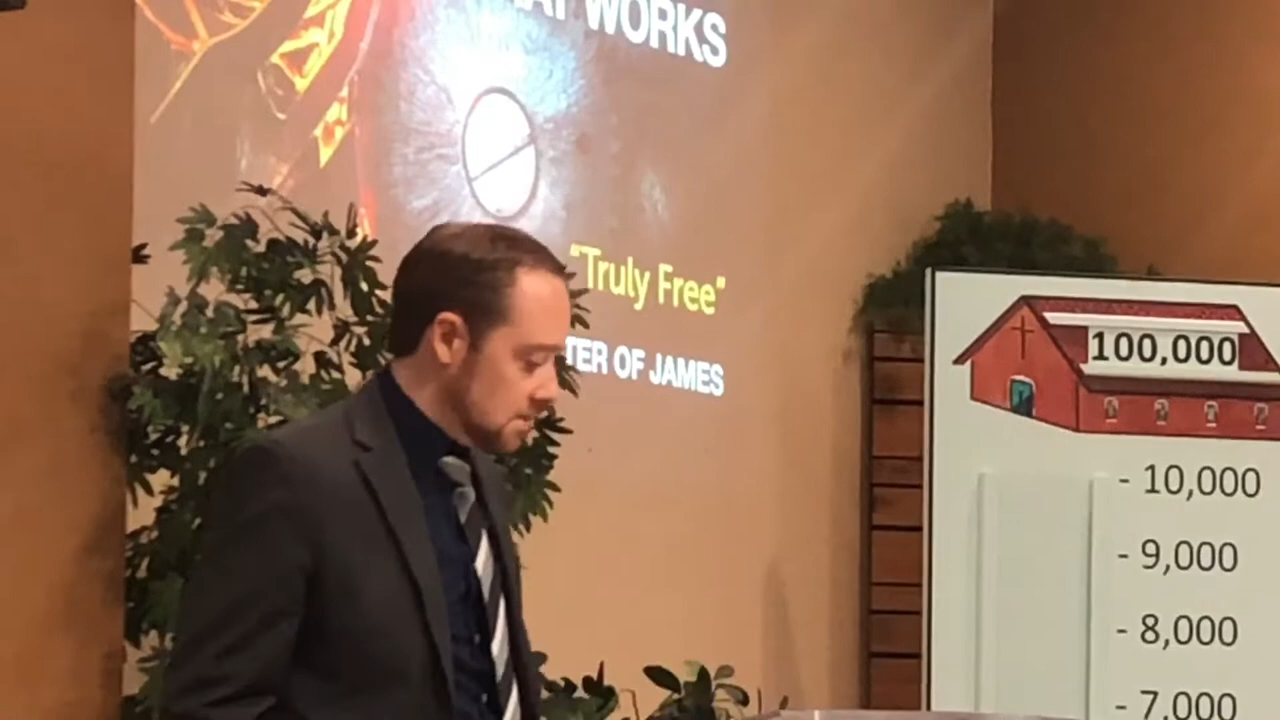 WORKS
"Truly Free"
TER OF JAMES
100,000
- 10,000
- 9,000
- 8,000
- 7,000